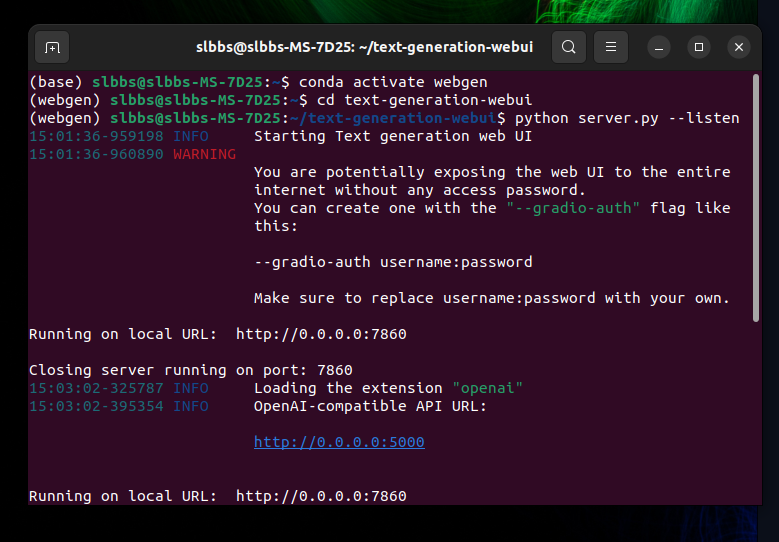 slbbs@slbbs-MS-7D25: ~/text-generation-webui
(base) slbbs@slbbs-MS-7D25:~$ conda activate webgen
(webgen) slbbs@slbbs-MS-7D25:~$ cd text-generation-webui
(webgen) slbbs@slbbs-MS-7D25:~/text-generation-webui$ python server.py --listen
15:01:36-959198 INFO     Starting Text generation web UI
15:01:36-960890 WARNING
You are potentially exposing the web UI to the entire
internet without any access password.
You can create one with the "--gradio-auth" flag like
this:
--gradio-auth username:password
Make sure to replace username:password with your own.
Running on local URL:  http://0.0.0.0:7860
Closing server running on port: 7860
15:03:02-325787 INFO     Loading the extension "openai"
15:03:02-395354 INFO     OpenAI-compatible API URL:
http://0.0.0.0:5000
Running on local URL:  http://0.0.0.0:7860